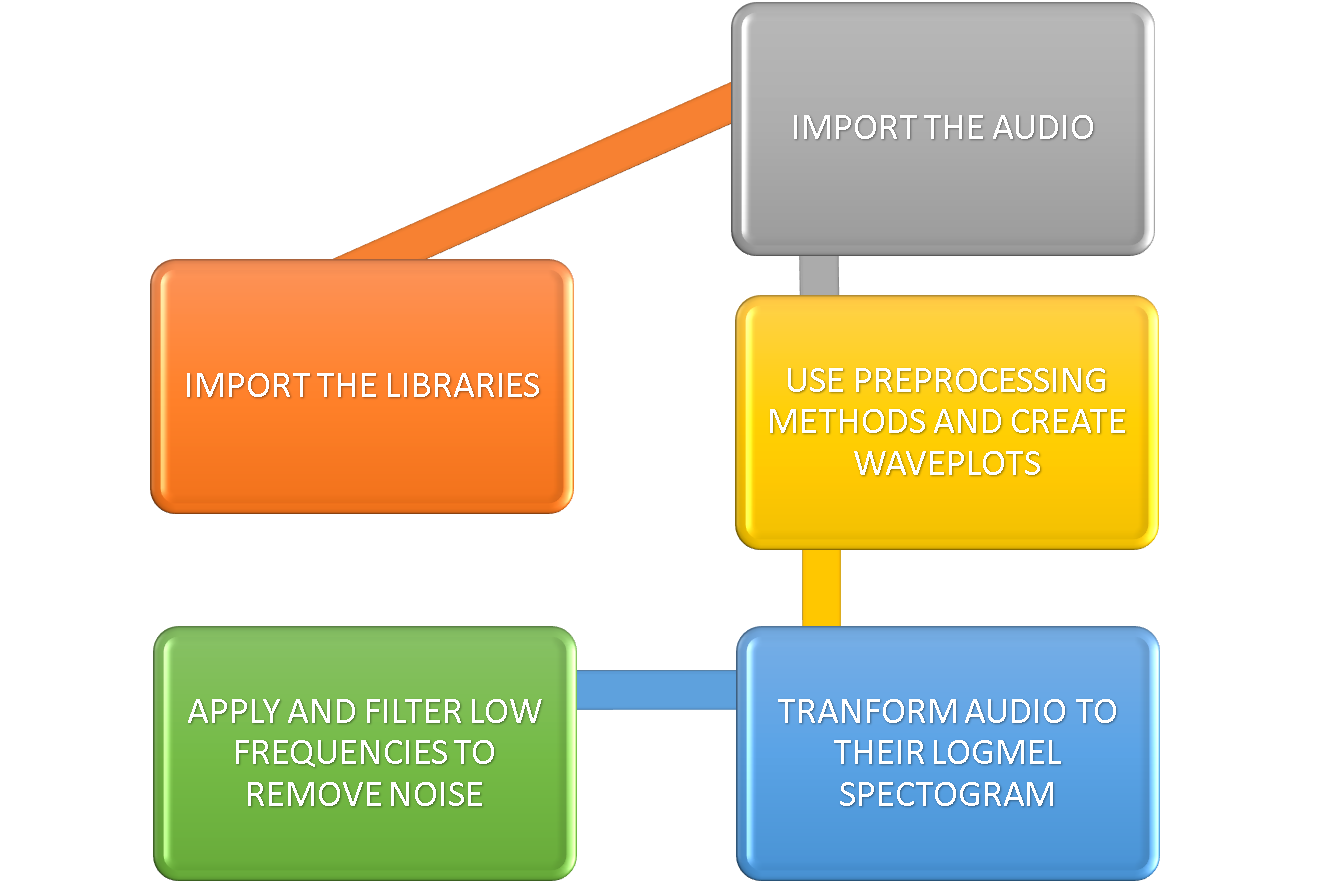 IMPORT THE AUDIO
IMPORT THE LIBRARIES
USE PREPROCESSING
METHODS AND CREATE
WAVEPLOTS
APPLY AND FILTER LOW
FREQUENCIES TO
REMOVE NOISE
TRANFORM AUDIO TO
THEIR LOGMEL
SPECTOGRAM